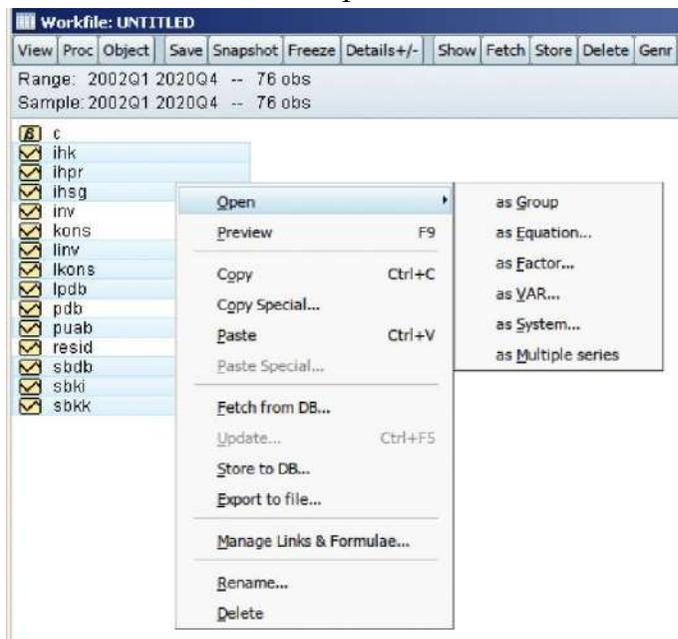 Workfile: UNTITLED
View Proc Object Save Snapshot Freeze Details+/- Show Fetch Store Delete Genr
Range: 2002Q1 2020Q4 -- 76 obs
Sample: 2002Q1 2020Q4 -- 76 obs
c
ihk
ihpr
ihsg
inv
kons
linv
lkons
lpdb
pdb
puab
resid
sbdb
sbki
sbkk
Open
Preview F9
Copy Ctrl+C
Copy Special...
Paste Ctrl+V
Paste Special...
Fetch from DB...
Update... Ctrl+F5
Store to DB...
Export to file...
Manage Links & Formulae...
Rename...
Delete
as Group
as Equation...
as Factor...
as VAR...
as System...
as Multiple series